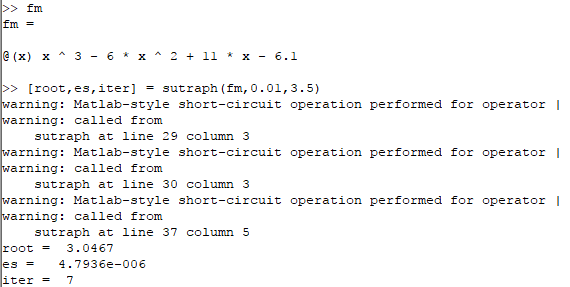 >> fm
fm =
@(x) x ^ 3 - 6 * x ^ 2 + 11 * x - 6.1
>> [root,es,iter] = sutraph(fm,0.01,3.5)
warning: Matlab-style short-circuit operation performed for operator |
warning: called from
    sutraph at line 29 column 3
warning: Matlab-style short-circuit operation performed for operator |
warning: called from
    sutraph at line 30 column 3
warning: Matlab-style short-circuit operation performed for operator |
warning: called from
    sutraph at line 37 column 5
root =  3.0467
es =   4.7936e-006
iter =  7